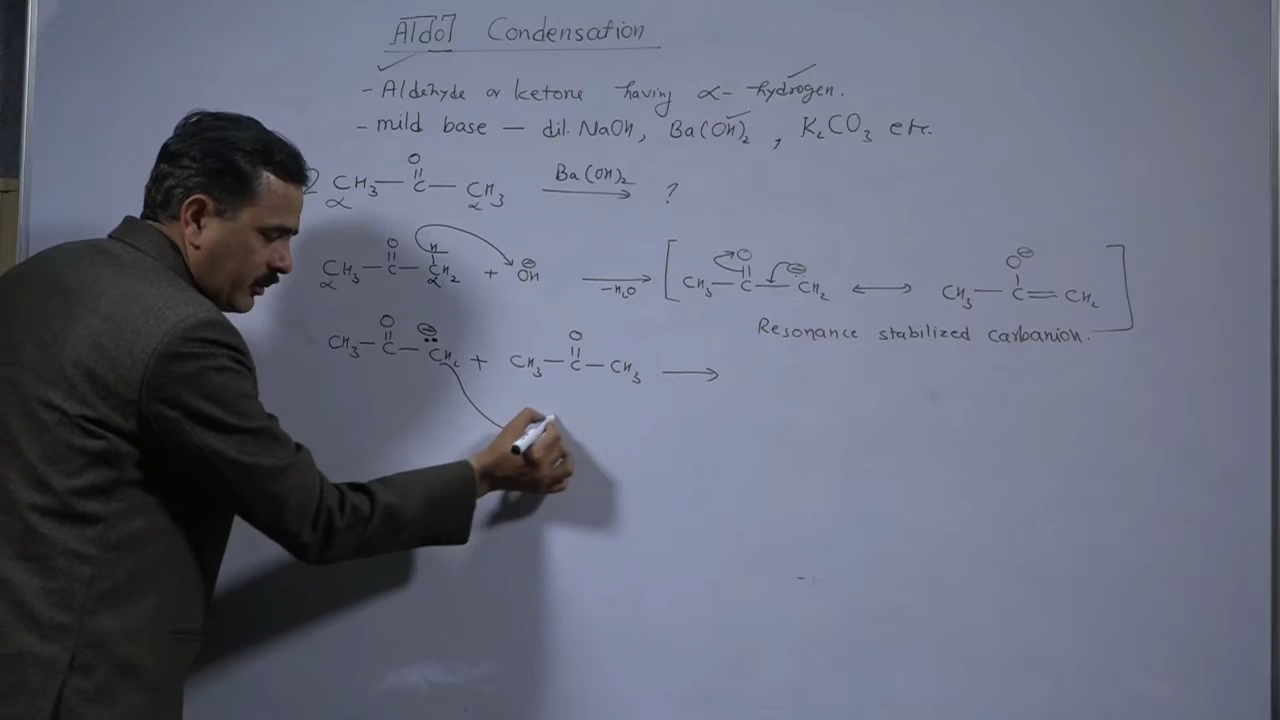 Aldol Condensation
- Aldehyde or ketone having α- hydrogen.
- mild base — dil. NaOH, Ba(OH)₂, K₂CO₃ etc.
2 CH₃—C(=O)—CH₃ —Ba(OH)₂→ ?
α α
CH₃—C(=O)—CH₂(H) + OH⊖ —(-H₂O)→ [CH₃—C(=O)—CH₂⊖ ↔ CH₃—C(O⊖)=CH₂]
α α
Resonance stabilized carbanion.
CH₃—C(=O)—CH₂⊖ + CH₃—C(=O)—CH₃ →